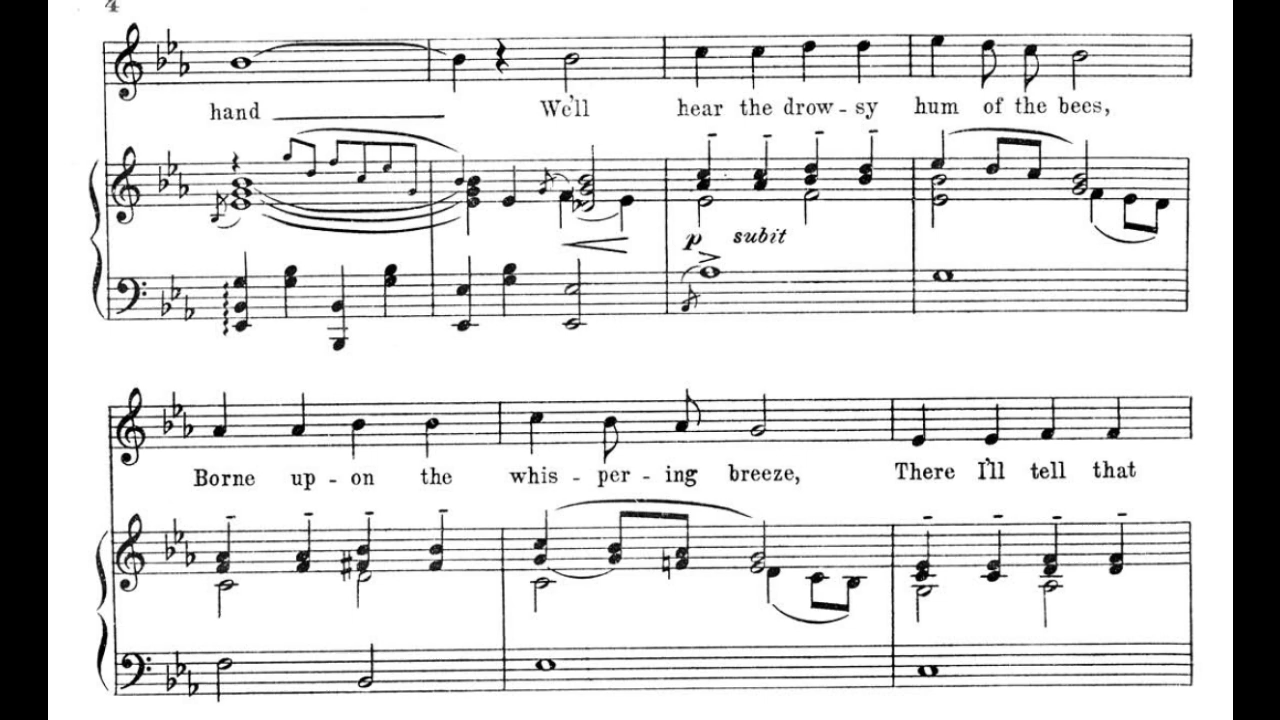 4
hand We'll hear the drow-sy hum of the bees,
p subit
Borne up-on the whis-per-ing breeze, There I'll tell that